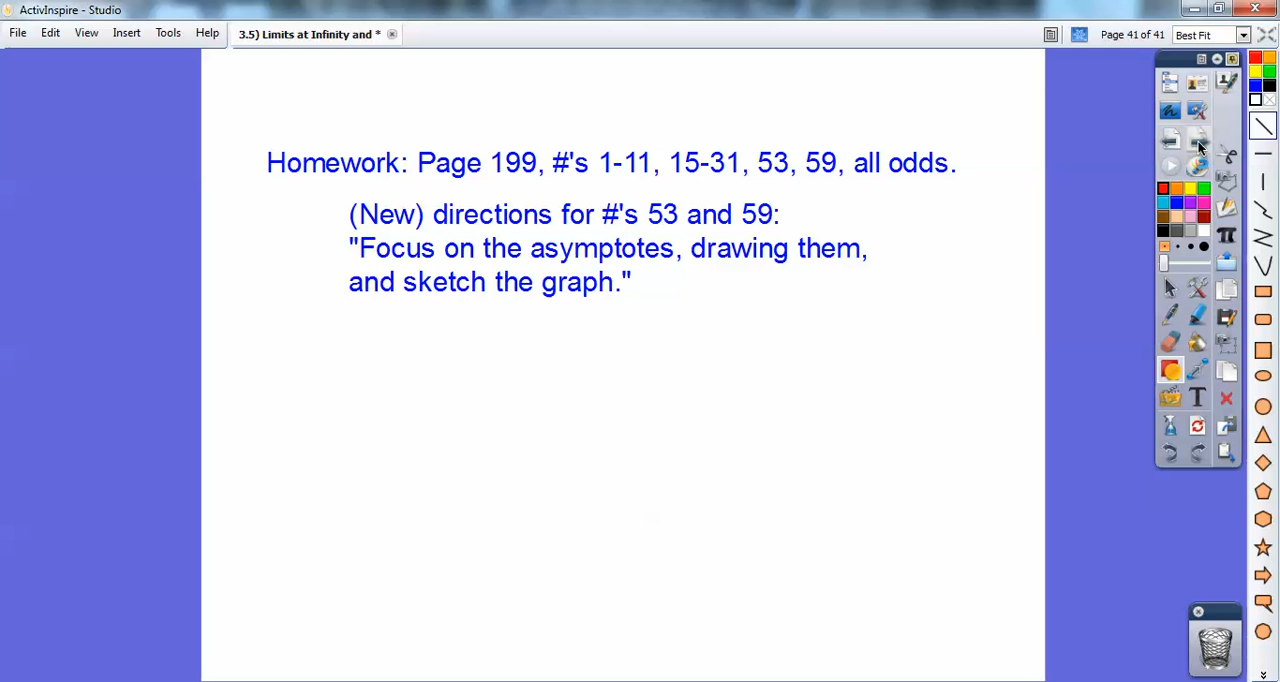 ActivInspire - Studio
File Edit View Insert Tools Help
3.5) Limits at Infinity and *
Page 41 of 41
Best Fit
Homework: Page 199, #'s 1-11, 15-31, 53, 59, all odds.
(New) directions for #'s 53 and 59:
"Focus on the asymptotes, drawing them,
and sketch the graph."